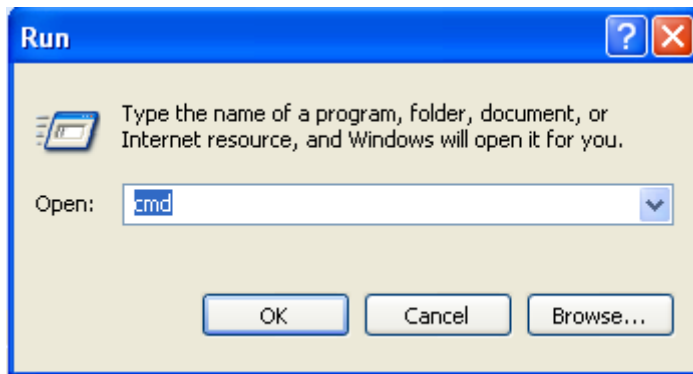 Run
Type the name of a program, folder, document, or
Internet resource, and Windows will open it for you.
Open: cmd
OK Cancel Browse...